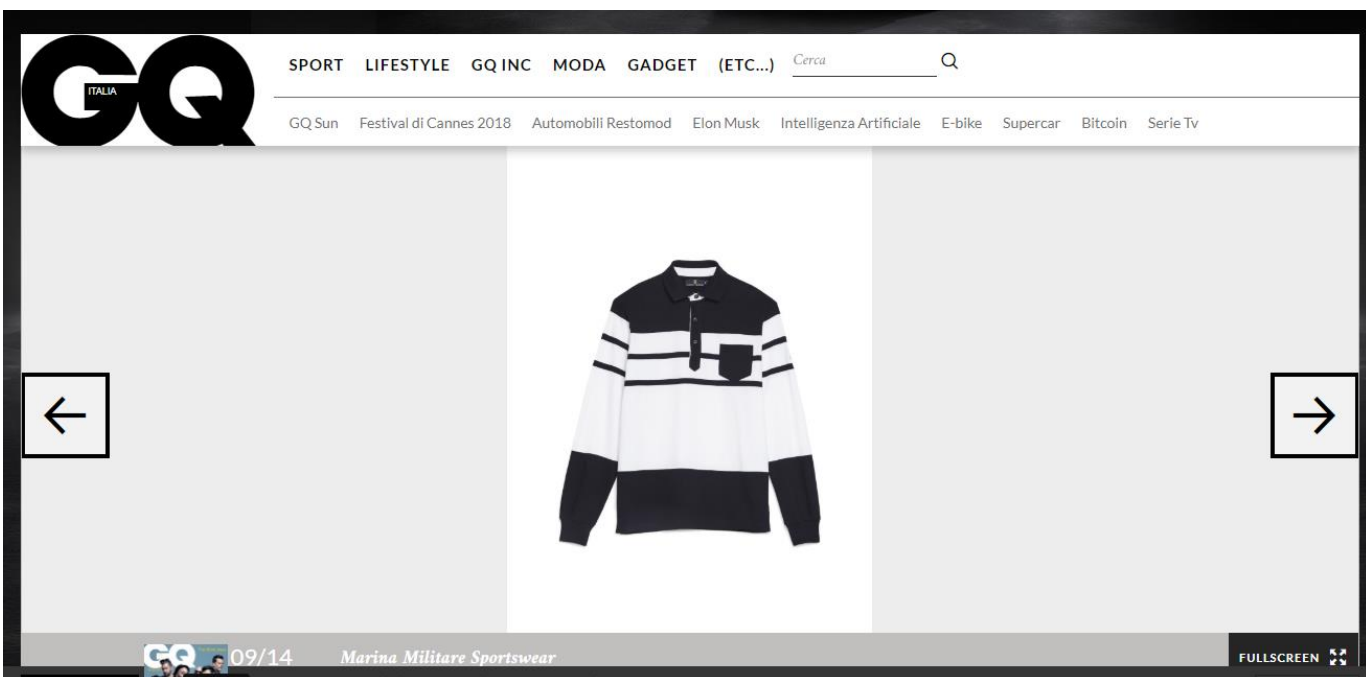 GQ
ITALIA
SPORT LIFESTYLE GQ INC MODA GADGET (ETC...) Cerca
GQ Sun Festival di Cannes 2018 Automobili Restomod Elon Musk Intelligenza Artificiale E-bike Supercar Bitcoin Serie Tv
GQ 09/14 Marina Militare Sportswear FULLSCREEN